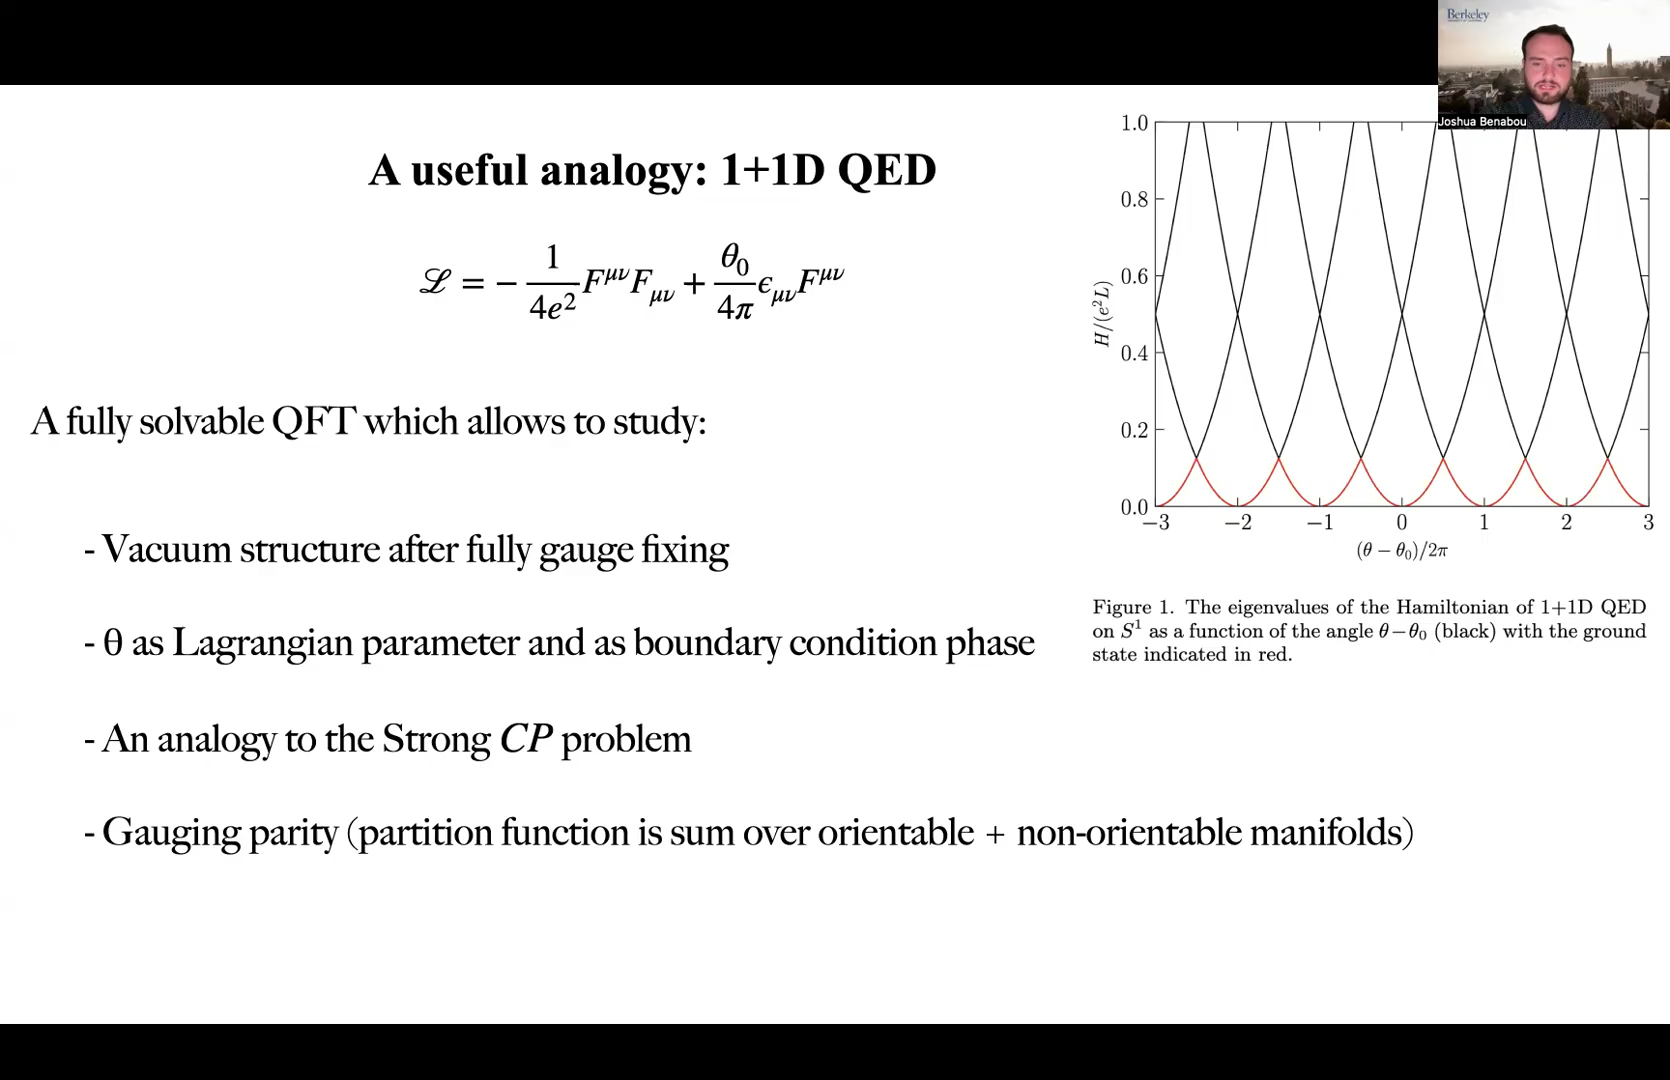 Berkeley
Joshua Benabou
A useful analogy: 1+1D QED
ℒ = − 1/(4e²) F^{μν}F_{μν} + θ₀/(4π) ϵ_{μν}F^{μν}
A fully solvable QFT which allows to study:
- Vacuum structure after fully gauge fixing
- θ as Lagrangian parameter and as boundary condition phase
- An analogy to the Strong CP problem
- Gauging parity (partition function is sum over orientable + non-orientable manifolds)
1.0
0.8
0.6
0.4
0.2
0.0
H/(e²L)
−3 −2 −1 0 1 2 3
(θ − θ₀)/2π
Figure 1. The eigenvalues of the Hamiltonian of 1+1D QED
on S¹ as a function of the angle θ−θ₀ (black) with the ground
state indicated in red.